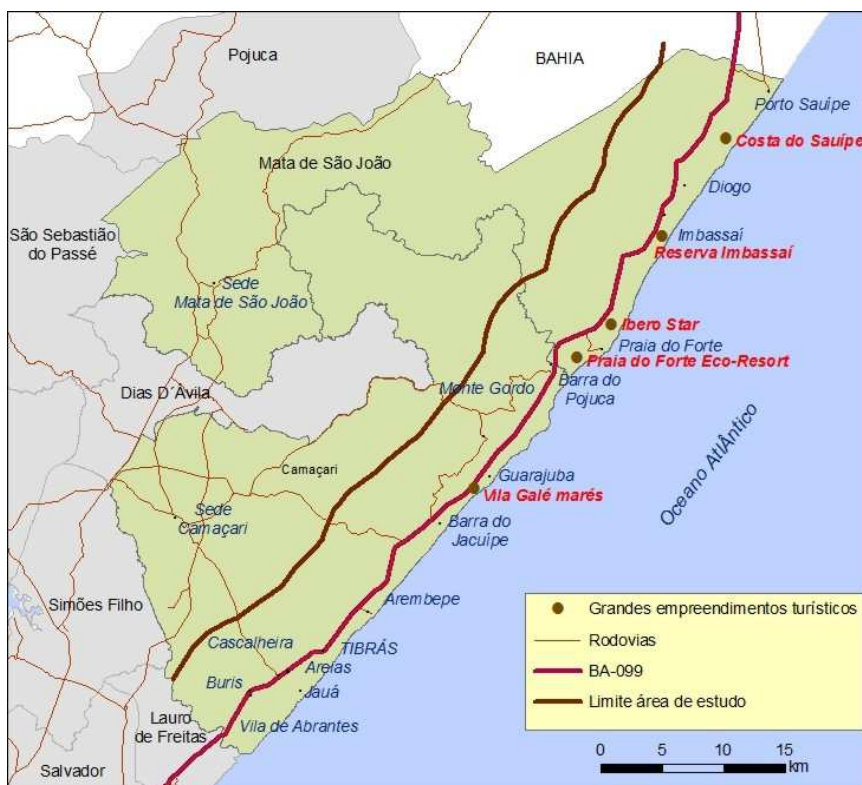 Pojuca
BAHIA
Porto Sauípe
Costa do Sauípe
Mata de São João
Diogo
São Sebastião
do Passé
Imbassaí
Reserva Imbassaí
Sede
Mata de São João
Ibero Star
Praia do Forte
Praia do Forte Eco-Resort
Dias D´Àvila
Monte Gordo
Barra do
Pojuca
Oceano AtlÂntico
Camaçari
Guarajuba
Vila Galé marés
Sede
Camaçari
Barra do
Jacuípe
Simões Filho
Arembepe
Cascalheira
TIBRÁS
Areias
Buris
Jauá
Lauro
de Freitas
Vila de Abrantes
Salvador
Grandes empreendimentos turísticos
Rodovias
BA-099
Limite área de estudo
0 5 10 15
km